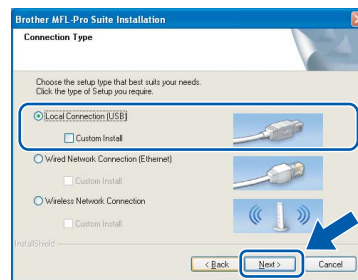 Brother MFL-Pro Suite Installation
Connection Type
Choose the setup type that best suits your needs.
Click the type of Setup you require.
Local Connection (USB)
Custom Install
Wired Network Connection (Ethernet)
Custom Install
Wireless Network Connection
Custom Install
InstallShield
< Back Next > Cancel